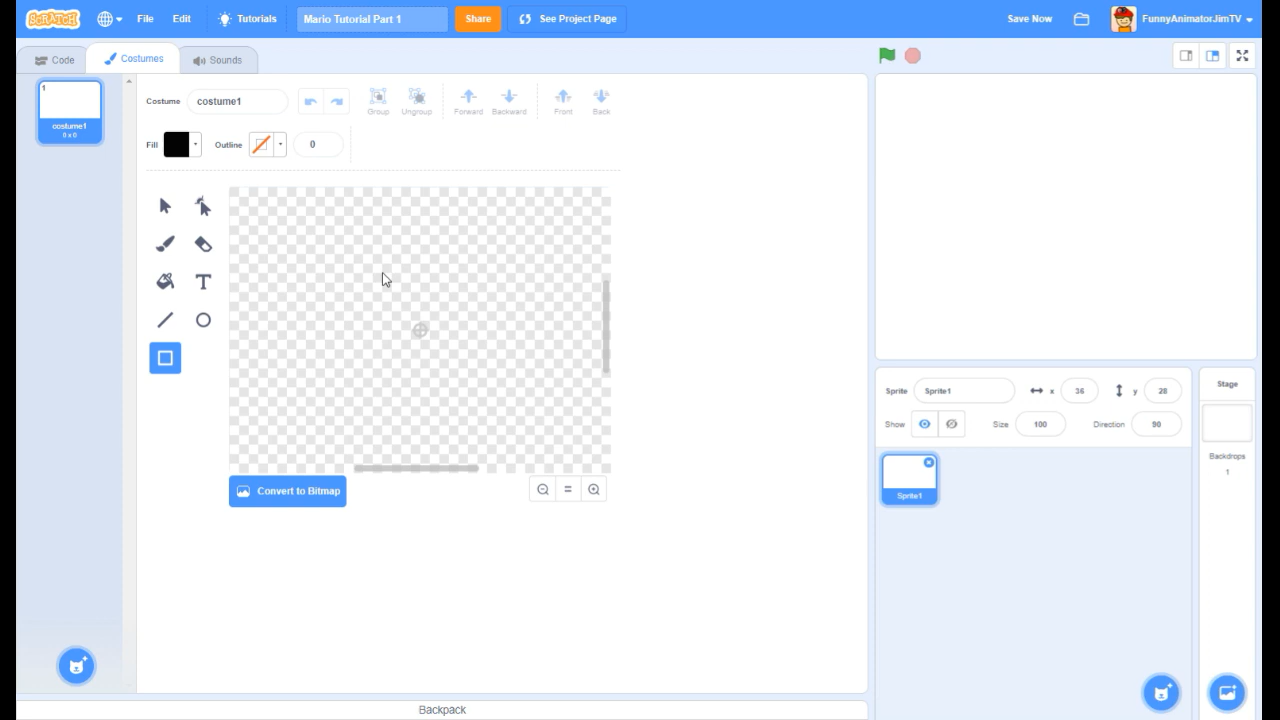 SCRATCH File Edit Tutorials Mario Tutorial Part 1 Share See Project Page Save Now FunnyAnimatorJimTV
Code Costumes Sounds
1
costume1
0 x 0
Costume costume1 Group Ungroup Forward Backward Front Back
Fill Outline 0
T
Convert to Bitmap
Sprite Sprite1 x 36 y 28
Show Size 100 Direction 90
Sprite1
Stage
Backdrops
1
Backpack